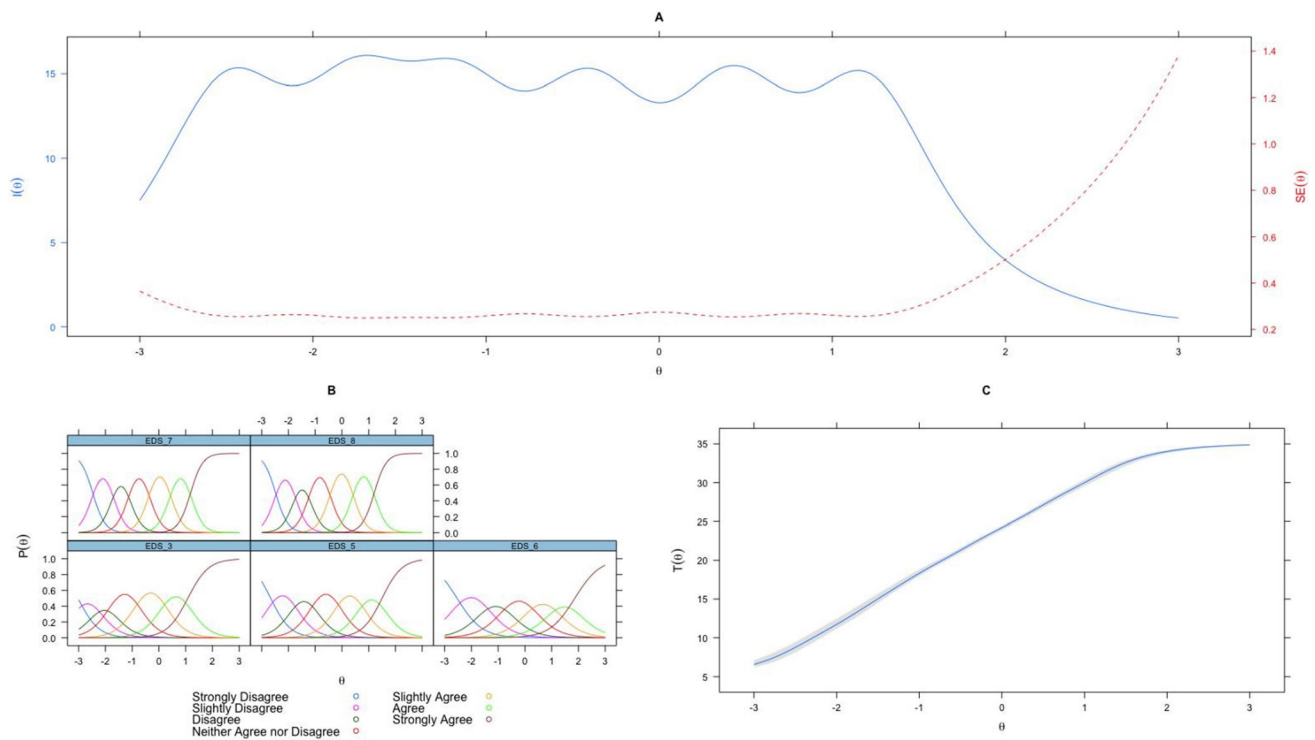 A
I(θ)
15
10
5
0
1.4
1.2
1.0
0.8
0.6
0.4
0.2
SE(θ)
-3 -2 -1 0 1 2 3
θ
B
-3 -2 -1 0 1 2 3
EDS_7 EDS_8
1.0
0.8
0.6
0.4
0.2
0.0
P(θ)
EDS_3 EDS_5 EDS_6
1.0
0.8
0.6
0.4
0.2
0.0
-3 -2 -1 0 1 2 3 -3 -2 -1 0 1 2 3
θ
Strongly Disagree
Slightly Disagree
Disagree
Neither Agree nor Disagree
Slightly Agree
Agree
Strongly Agree
C
T(θ)
35
30
25
20
15
10
5
-3 -2 -1 0 1 2 3
θ